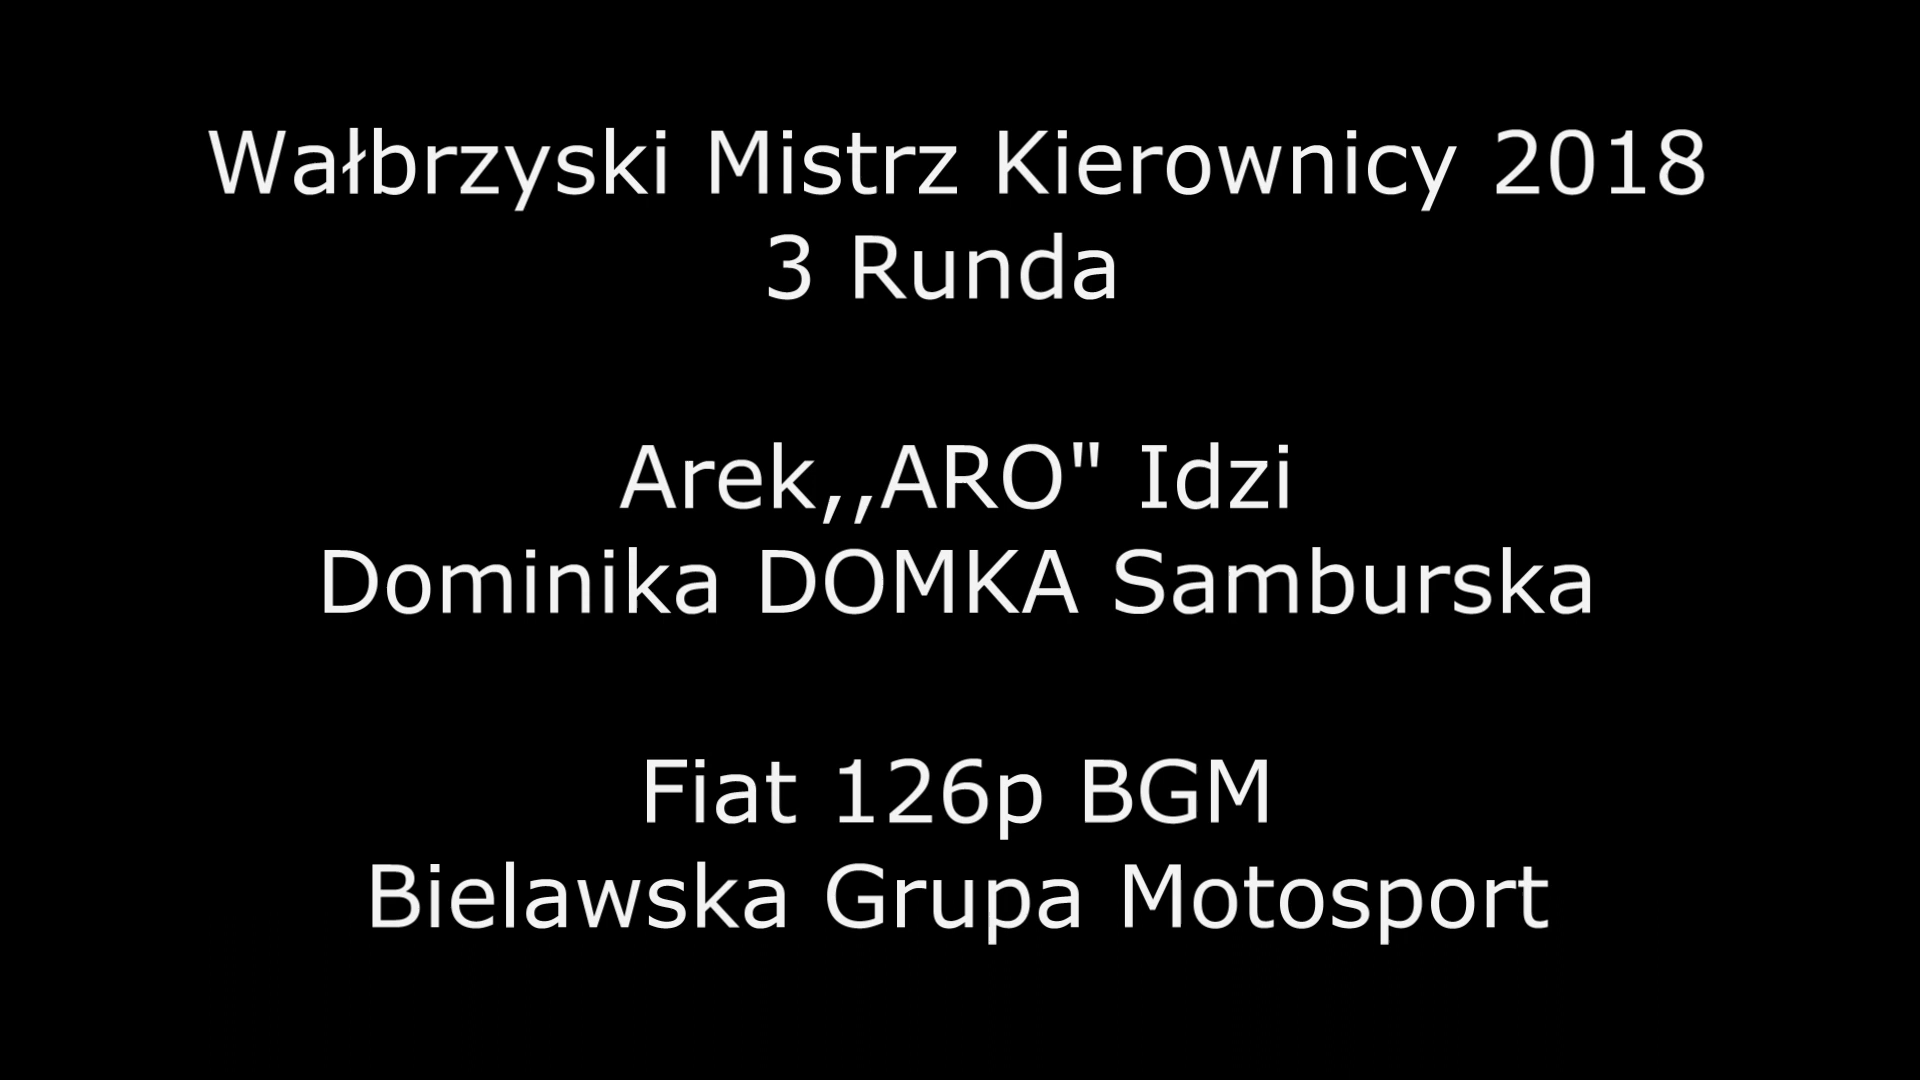 Wałbrzyski Mistrz Kierownicy 2018
3 Runda
Arek,,ARO" Idzi
Dominika DOMKA Samburska
Fiat 126p BGM
Bielawska Grupa Motosport